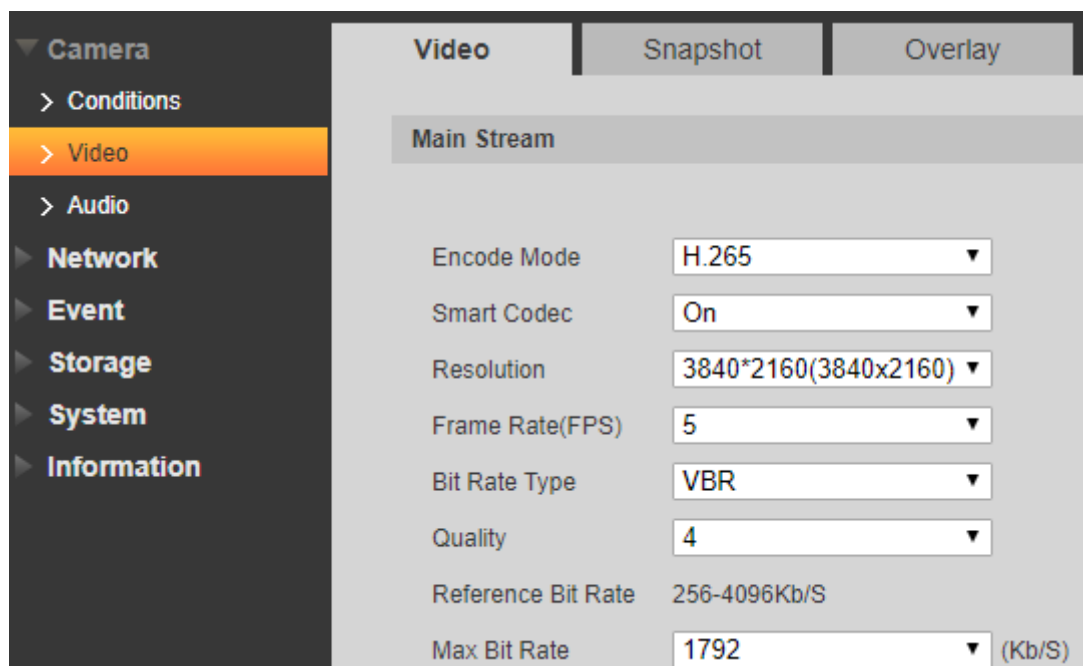 Camera
Conditions
Video
Audio
Network
Event
Storage
System
Information
Video Snapshot Overlay
Main Stream
Encode Mode H.265
Smart Codec On
Resolution 3840*2160(3840x2160)
Frame Rate(FPS) 5
Bit Rate Type VBR
Quality 4
Reference Bit Rate 256-4096Kb/S
Max Bit Rate 1792 (Kb/S)